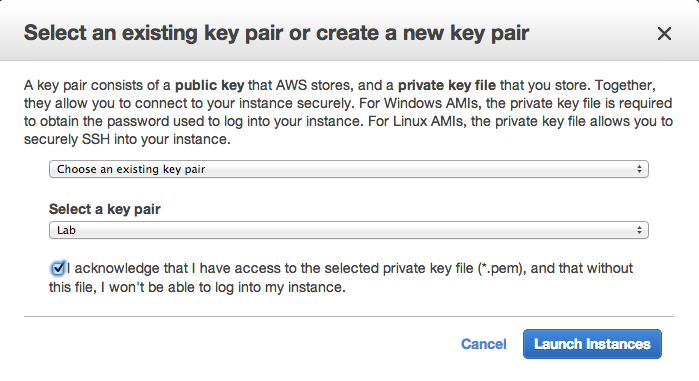 Select an existing key pair or create a new key pair
A key pair consists of a public key that AWS stores, and a private key file that you store. Together,
they allow you to connect to your instance securely. For Windows AMIs, the private key file is required
to obtain the password used to log into your instance. For Linux AMIs, the private key file allows you to
securely SSH into your instance.
Choose an existing key pair
Select a key pair
Lab
I acknowledge that I have access to the selected private key file (*.pem), and that without
this file, I won't be able to log into my instance.
Cancel Launch Instances